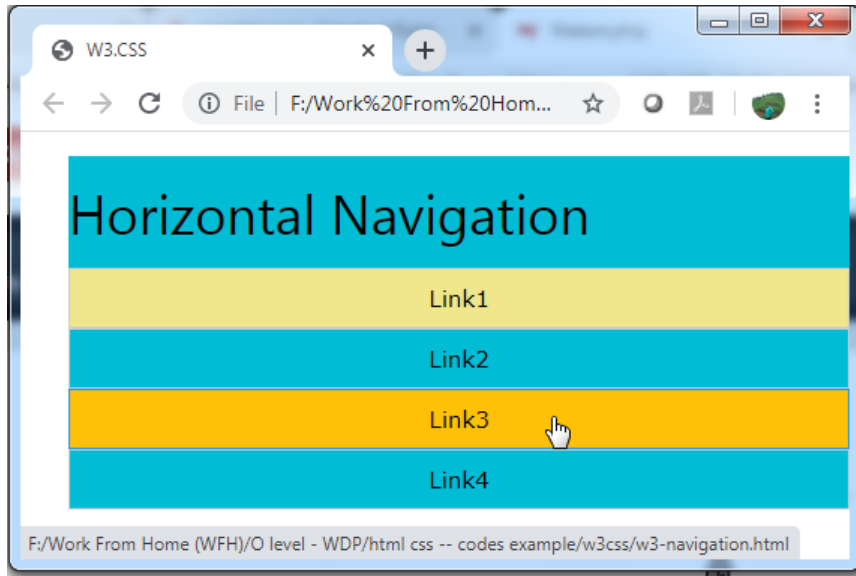 W3.CSS
File | F:/Work%20From%20Hom...
Horizontal Navigation
Link1
Link2
Link3
Link4
F:/Work From Home (WFH)/O level - WDP/html css -- codes example/w3css/w3-navigation.html